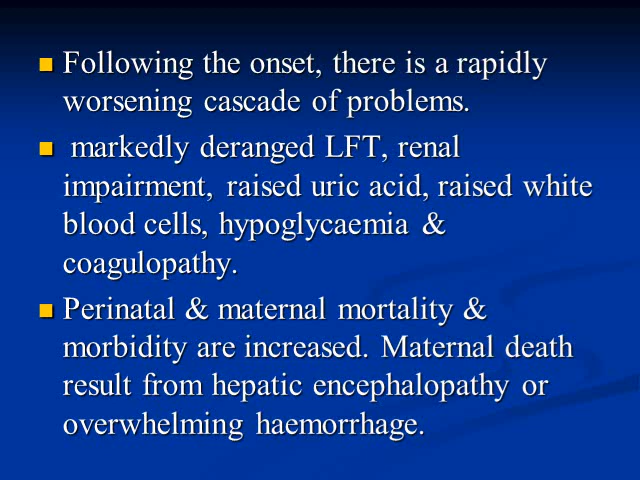 Following the onset, there is a rapidly
worsening cascade of problems.
markedly deranged LFT, renal
impairment, raised uric acid, raised white
blood cells, hypoglycaemia &
coagulopathy.
Perinatal & maternal mortality &
morbidity are increased. Maternal death
result from hepatic encephalopathy or
overwhelming haemorrhage.